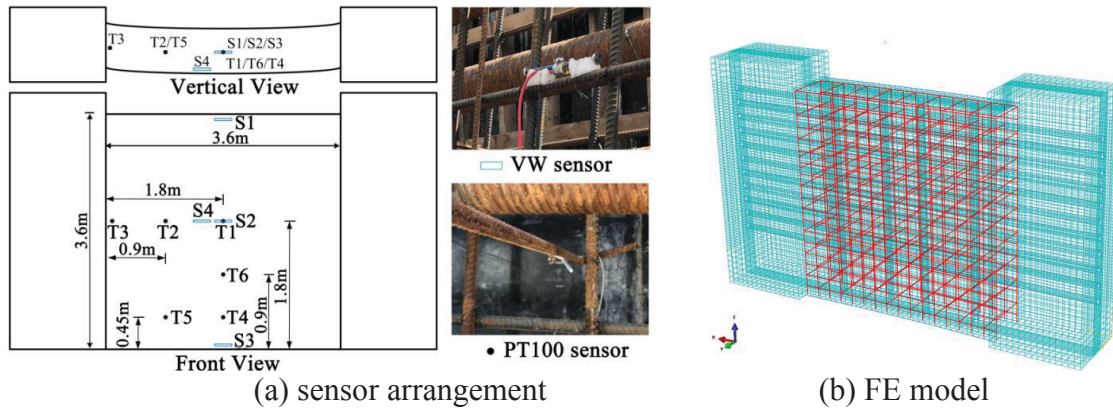 T3
T2/T5
S1/S2/S3
S4
T1/T6/T4
Vertical View
S1
3.6m
1.8m
3.6m
S4
S2
T3
T2
T1
0.9m
T6
1.8m
0.9m
0.45m
T5
T4
S3
Front View
VW sensor
PT100 sensor
(a) sensor arrangement
Z
X
Y
(b) FE model